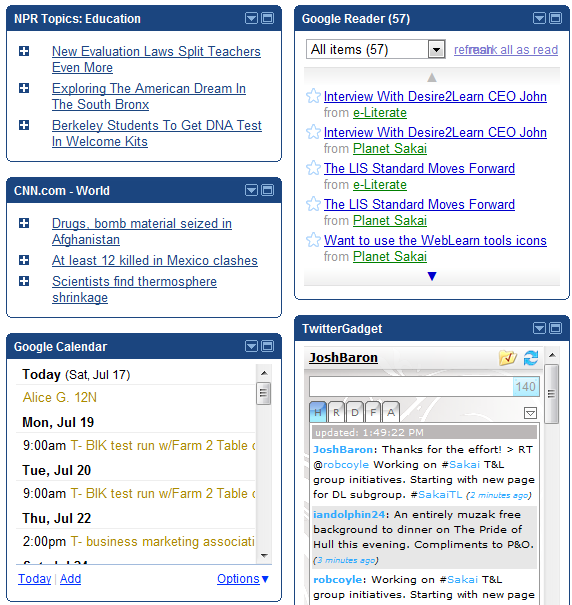 NPR Topics: Education
New Evaluation Laws Split Teachers
Even More
Exploring The American Dream In
The South Bronx
Berkeley Students To Get DNA Test
In Welcome Kits
CNN.com - World
Drugs, bomb material seized in
Afghanistan
At least 12 killed in Mexico clashes
Scientists find thermosphere
shrinkage
Google Calendar
Today (Sat, Jul 17)
Alice G. 12N
Mon, Jul 19
9:00am T- BIK test run w/Farm 2 Table c
Tue, Jul 20
9:00am T- BIK test run w/Farm 2 Table c
Thu, Jul 22
2:00pm T- business marketing associati
Sat, Jul 24
Today | Add Options▼
Google Reader (57)
All items (57) refresh mark all as read
Interview With Desire2Learn CEO John
from e-Literate
Interview With Desire2Learn CEO John
from Planet Sakai
The LIS Standard Moves Forward
from e-Literate
The LIS Standard Moves Forward
from Planet Sakai
Want to use the WebLearn tools icons
from Planet Sakai
TwitterGadget
JoshBaron
140
H R D F A
updated: 1:49:22 PM
JoshBaron: Thanks for the effort! > RT
@robcoyle Working on #Sakai T&L
group initiatives. Starting with new page
for DL subgroup. #SakaiTL (2 minutes ago)
iandolphin24: An entirely muzak free
background to dinner on The Pride of
Hull this evening. Compliments to P&O.
(3 minutes ago)
robcoyle: Working on #Sakai T&L
group initiatives. Starting with new page